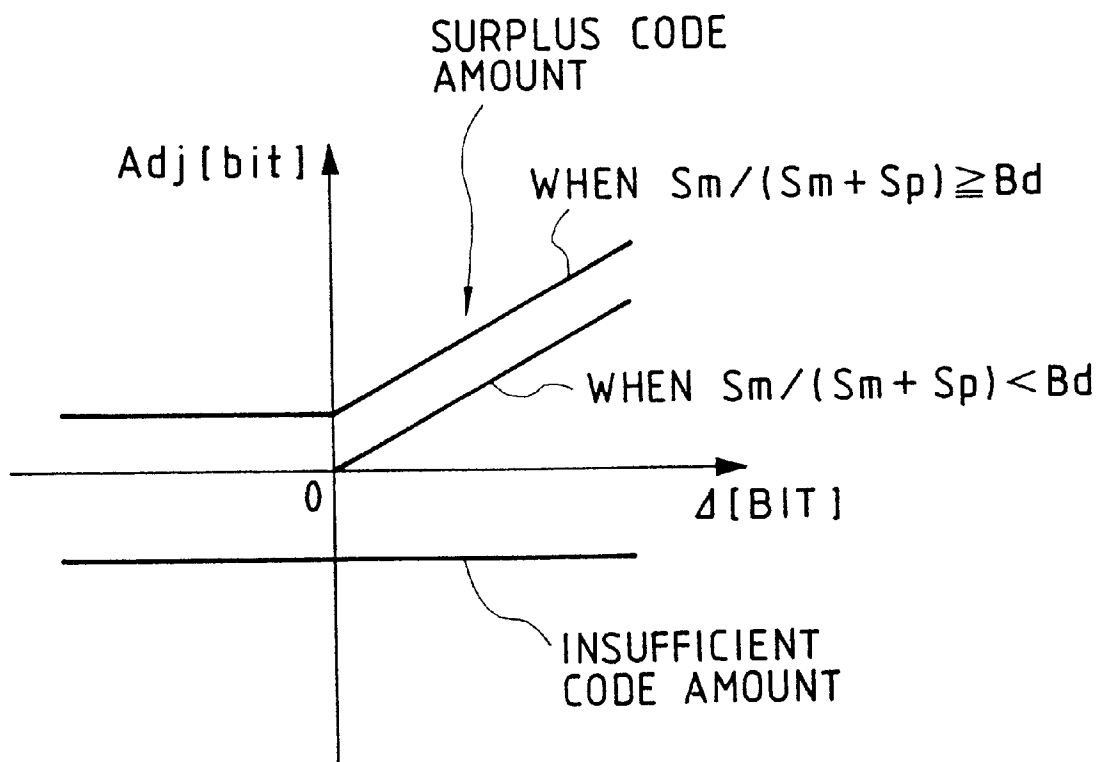 SURPLUS CODE
AMOUNT
Adj[bit]
WHEN Sm/(Sm+Sp)≧Bd
WHEN Sm/(Sm+Sp)<Bd
0
Δ[BIT]
INSUFFICIENT
CODE AMOUNT